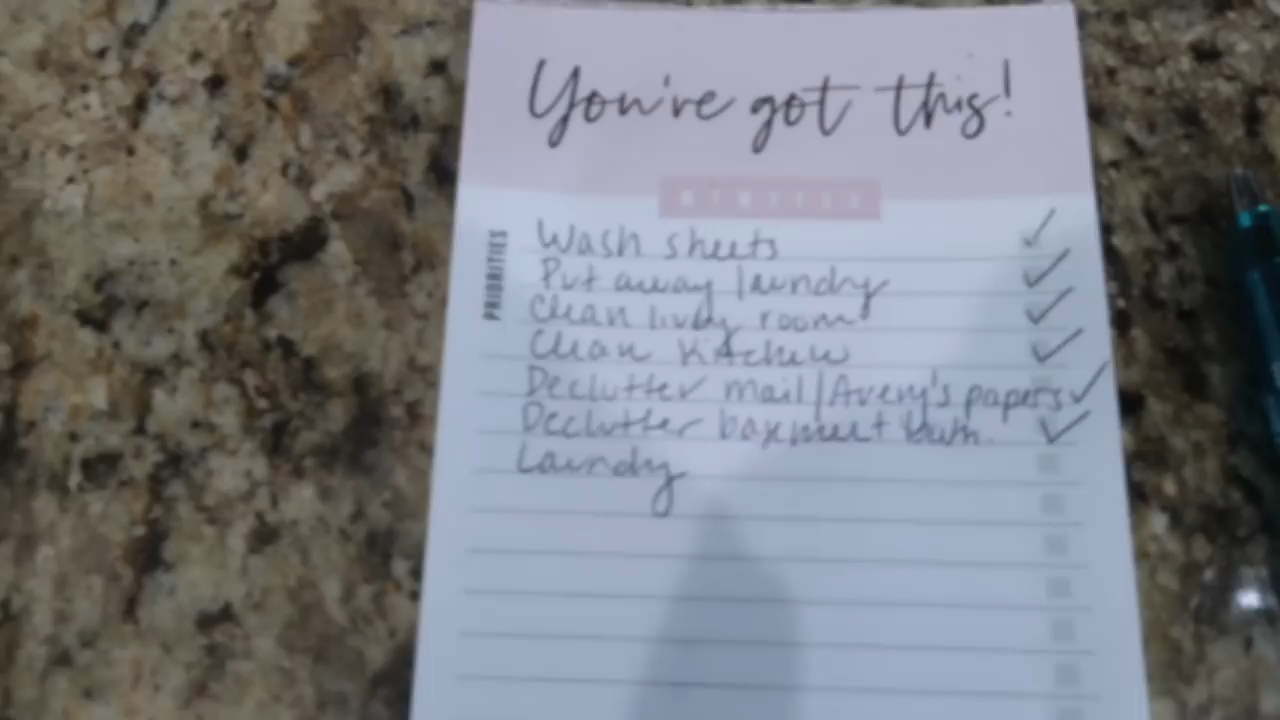 You've got this!
M T W T F S S
PRIORITIES
Wash sheets
Put away laundry
Clean living room
Clean kitchen
Declutter mail/Avery's papers
Declutter basement
Laundry